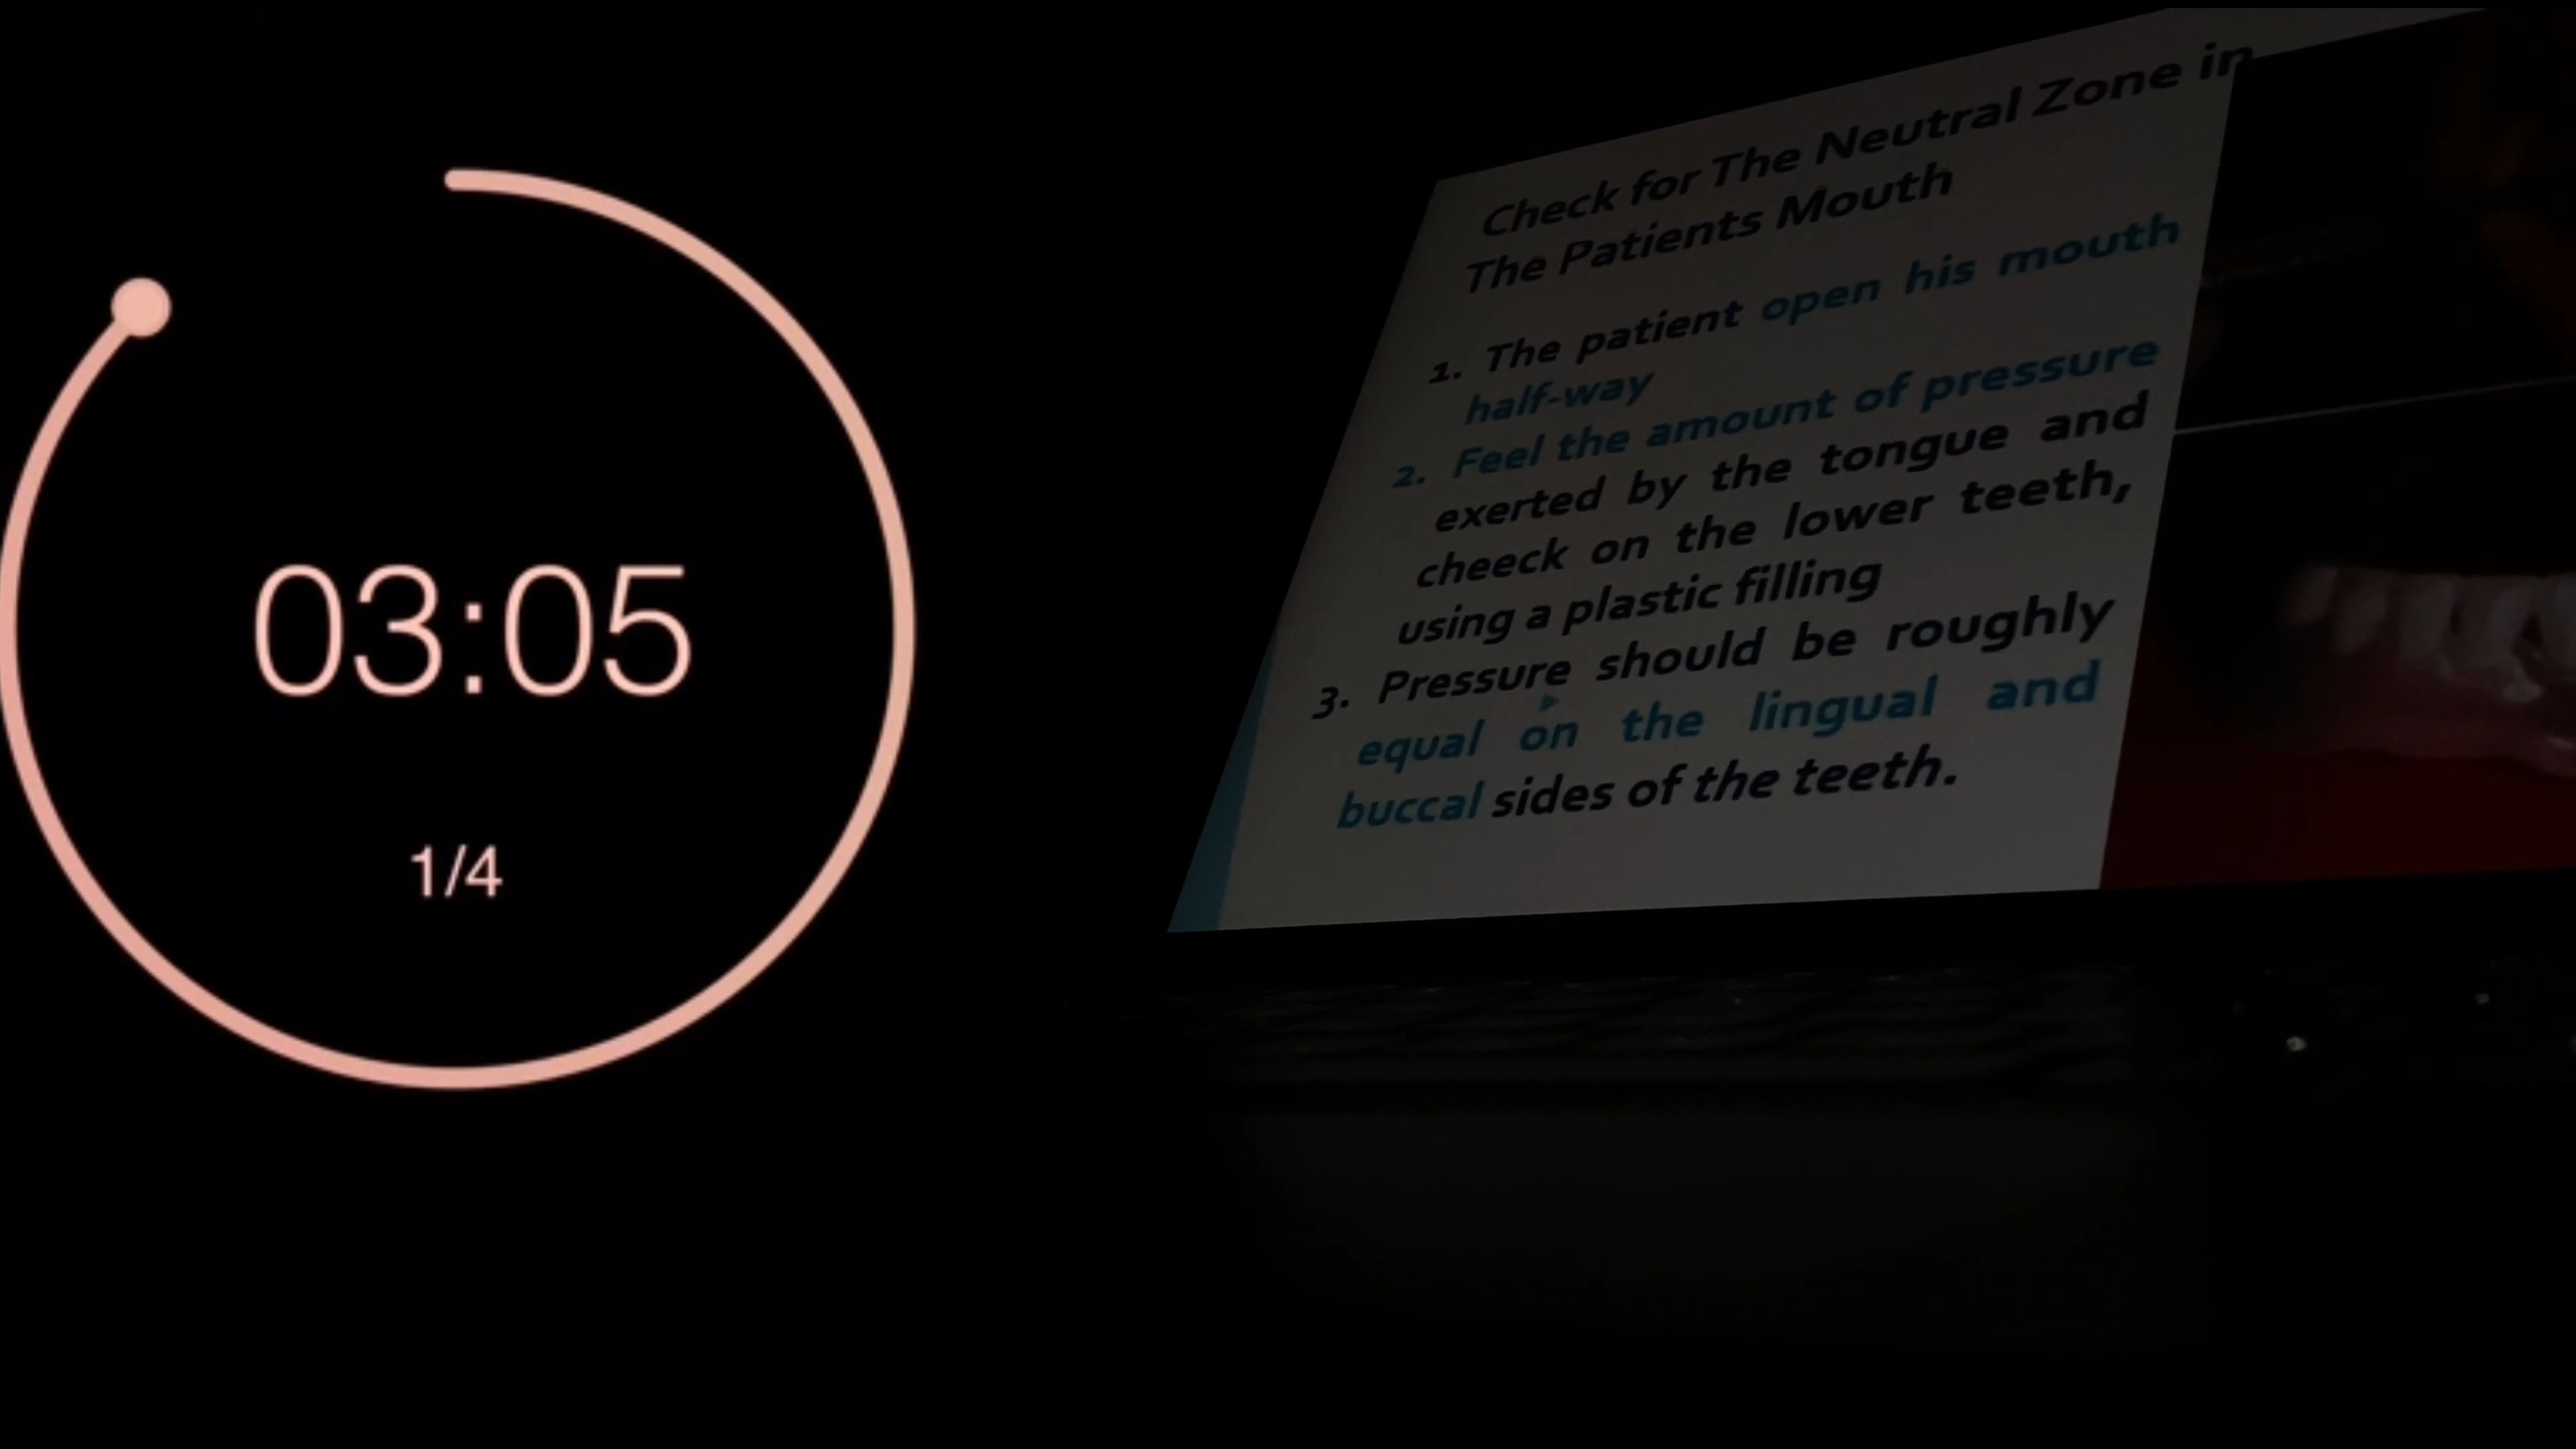 03:05
1/4
Check for The Neutral Zone in
The Patients Mouth
1. The patient open his mouth
half-way
2. Feel the amount of pressure
exerted by the tongue and
cheeck on the lower teeth,
using a plastic filling
3. Pressure should be roughly
equal on the lingual and
buccal sides of the teeth.